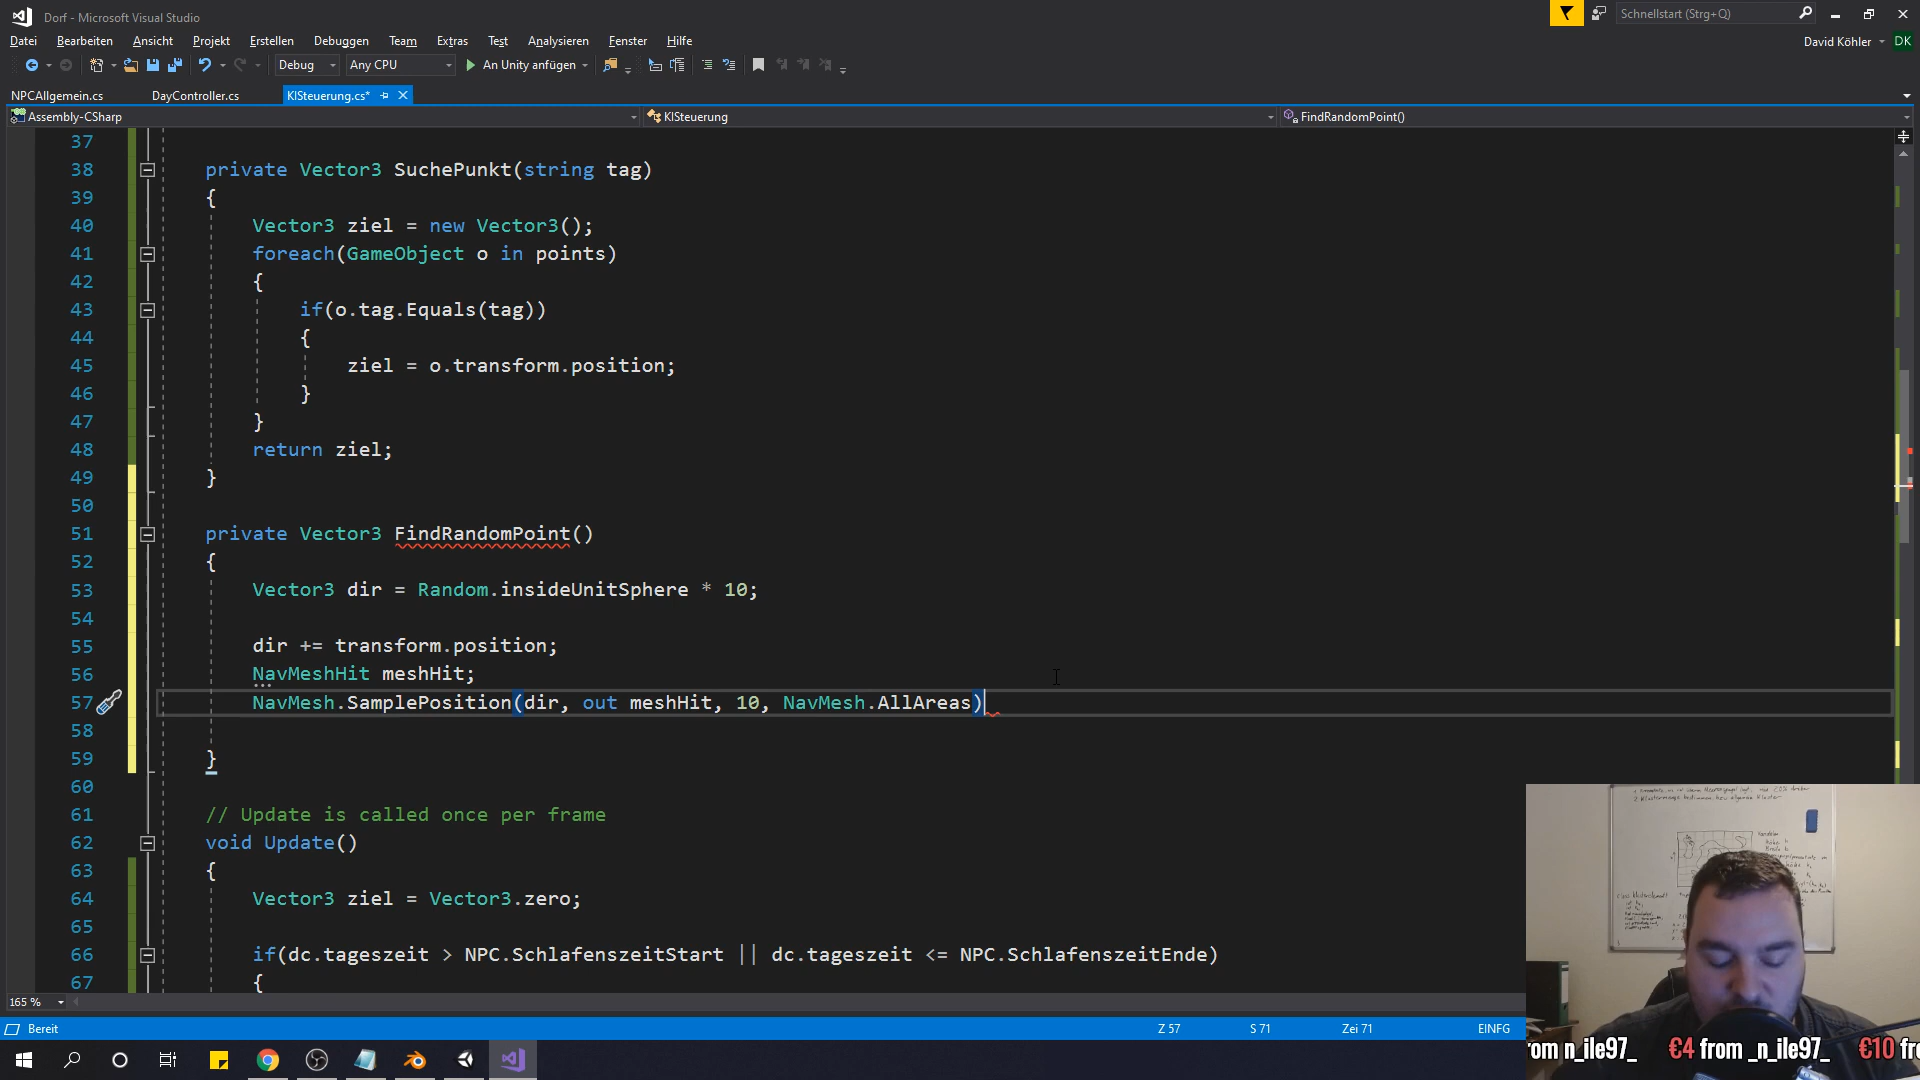 Dorf - Microsoft Visual Studio
Schnellstart (Strg+Q)
Datei Bearbeiten Ansicht Projekt Erstellen Debuggen Team Extras Test Analysieren Fenster Hilfe
David Köhler DK
Debug Any CPU An Unity anfügen
NPCAllgemein.cs DayController.cs KISteuerung.cs*
Assembly-CSharp KISteuerung FindRandomPoint()
37
38 private Vector3 SuchePunkt(string tag)
39 {
40 Vector3 ziel = new Vector3();
41 foreach(GameObject o in points)
42 {
43 if(o.tag.Equals(tag))
44 {
45 ziel = o.transform.position;
46 }
47 }
48 return ziel;
49 }
50
51 private Vector3 FindRandomPoint()
52 {
53 Vector3 dir = Random.insideUnitSphere * 10;
54
55 dir += transform.position;
56 NavMeshHit meshHit;
57 NavMesh.SamplePosition(dir, out meshHit, 10, NavMesh.AllAreas)
58
59 }
60
61 // Update is called once per frame
62 void Update()
63 {
64 Vector3 ziel = Vector3.zero;
65
66 if(dc.tageszeit > NPC.SchlafenszeitStart || dc.tageszeit <= NPC.SchlafenszeitEnde)
67 {
165 %
Bereit Z 57 S 71 Zei 71 EINFG
from n_ile97_ €4 from _n_ile97_ €10